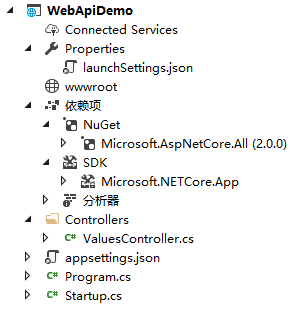 WebApiDemo
Connected Services
Properties
launchSettings.json
wwwroot
依赖项
NuGet
Microsoft.AspNetCore.All (2.0.0)
SDK
Microsoft.NETCore.App
分析器
Controllers
ValuesController.cs
appsettings.json
Program.cs
Startup.cs